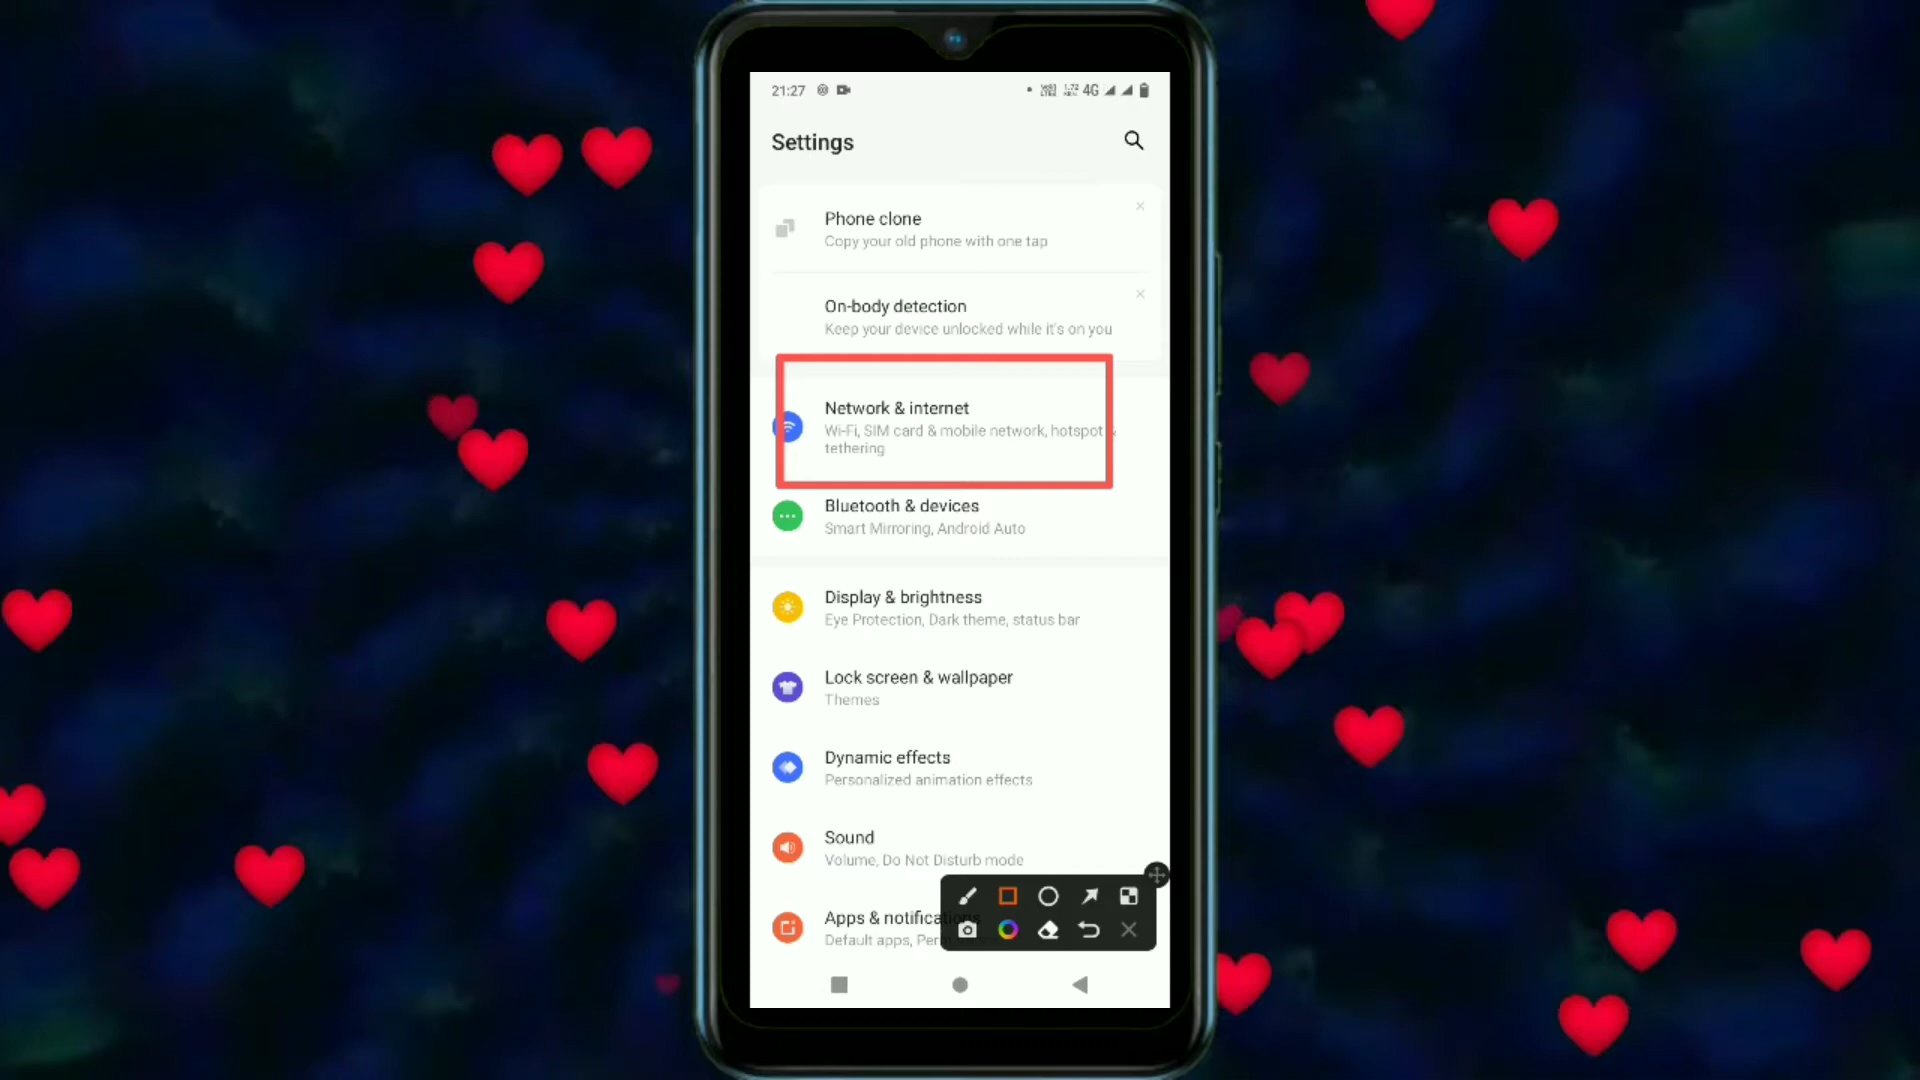 21:27
4G
Settings
Phone clone
Copy your old phone with one tap
On-body detection
Keep your device unlocked while it's on you
Network & internet
Wi-Fi, SIM card & mobile network, hotspot &
tethering
Bluetooth & devices
Smart Mirroring, Android Auto
Display & brightness
Eye Protection, Dark theme, status bar
Lock screen & wallpaper
Themes
Dynamic effects
Personalized animation effects
Sound
Volume, Do Not Disturb mode
Apps & notifications
Default apps,